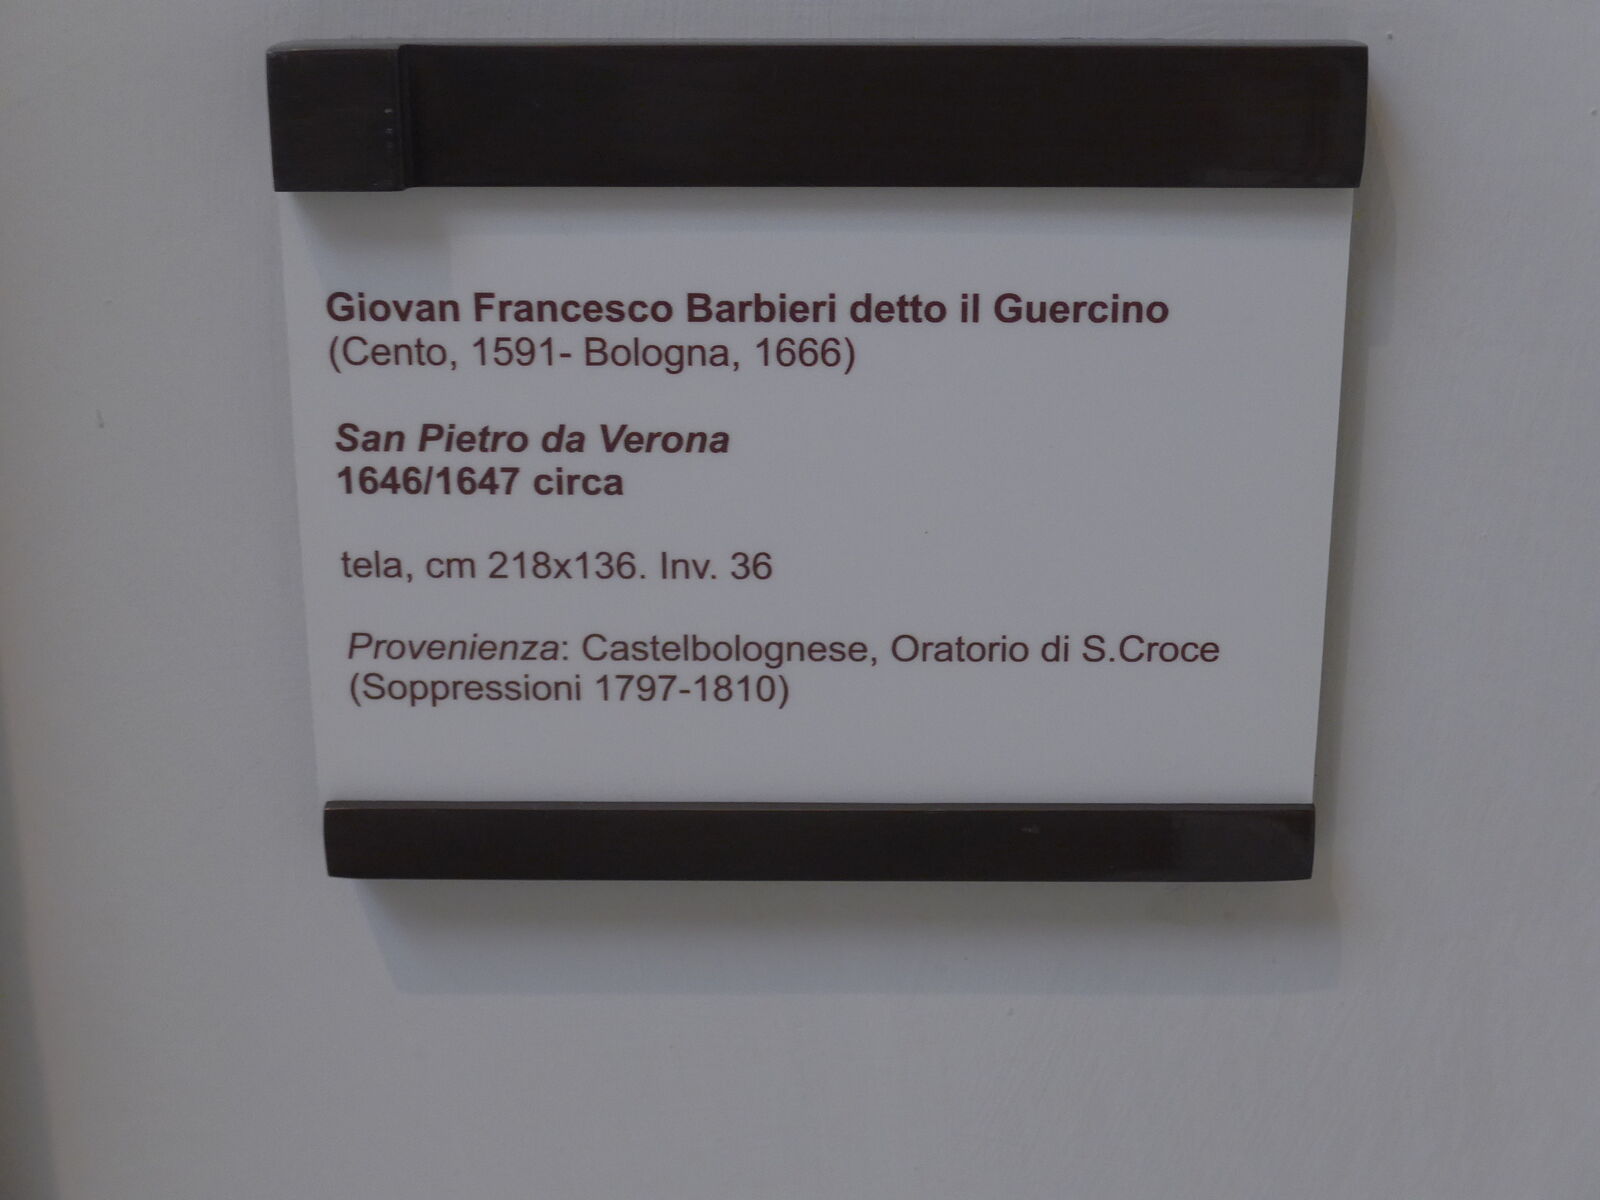 Giovan Francesco Barbieri detto il Guercino
(Cento, 1591- Bologna, 1666)
San Pietro da Verona
1646/1647 circa
tela, cm 218x136. Inv. 36
Provenienza: Castelbolognese, Oratorio di S.Croce
(Soppressioni 1797-1810)